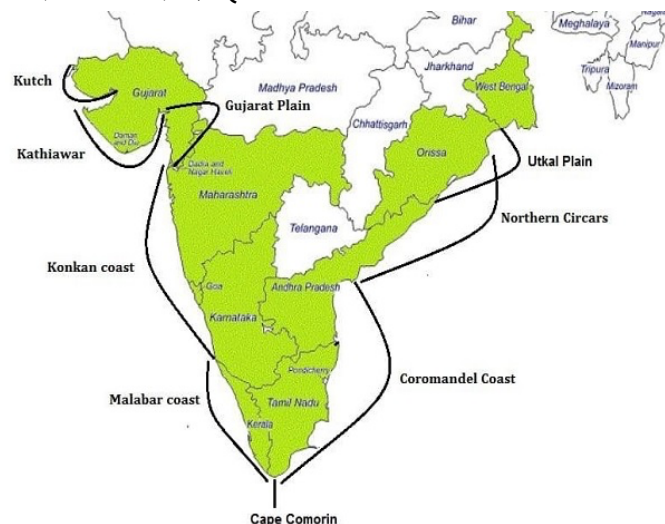 Bihar
Meghalaya
Manipur
Jharkhand
Tripura
Mizoram
West Bengal
Kutch
Gujarat
Gujarat Plain
Madhya Pradesh
Chhattisgarh
Daman
and Diu
Kathiawar
Dadra and
Nagar Haveli
Orissa
Utkal Plain
Maharashtra
Northern Circars
Telangana
Konkan coast
Goa
Andhra Pradesh
Karnataka
Pondicherry
Coromandel Coast
Malabar coast
Tamil Nadu
Kerala
Cape Comorin